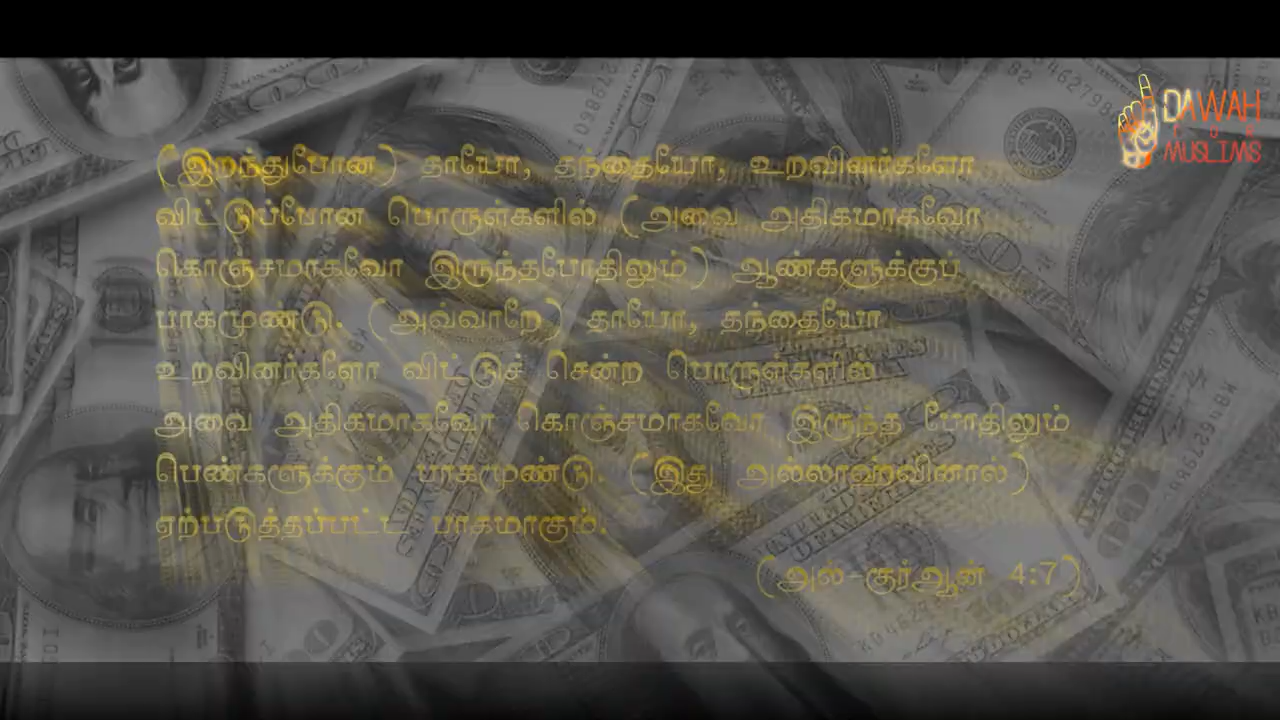 DAWAH
FOR
MUSLIMS
(இறந்துபோன) தாயோ, தந்தையோ, உறவினர்களோ
விட்டுப்போன பொருள்களில் (அவை அதிகமாகவோ
கொஞ்சமாகவோ இருந்தபோதிலும்) ஆண்களுக்குப்
பாகமுண்டு. (அவ்வாறே) தாயோ, தந்தையோ
உறவினர்களோ விட்டுச் சென்ற பொருள்களில்
அவை அதிகமாகவோ கொஞ்சமாகவோ இருந்த போதிலும்
பெண்களுக்கும் பாகமுண்டு. (இது அல்லாஹ்வினால்)
ஏற்படுத்தப்பட்ட பாகமாகும்.
(அல்-குர்ஆன் 4:7)